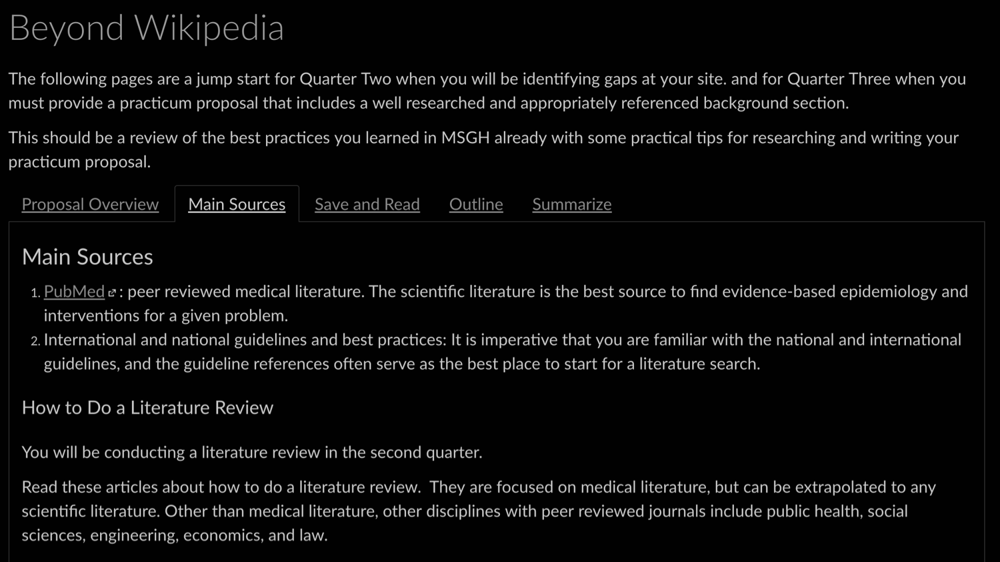 Beyond Wikipedia
The following pages are a jump start for Quarter Two when you will be identifying gaps at your site. and for Quarter Three when you
must provide a practicum proposal that includes a well researched and appropriately referenced background section.
This should be a review of the best practices you learned in MSGH already with some practical tips for researching and writing your
practicum proposal.
Proposal Overview Main Sources Save and Read Outline Summarize
Main Sources
1. PubMed : peer reviewed medical literature. The scientific literature is the best source to find evidence-based epidemiology and
interventions for a given problem.
2. International and national guidelines and best practices: It is imperative that you are familiar with the national and international
guidelines, and the guideline references often serve as the best place to start for a literature search.
How to Do a Literature Review
You will be conducting a literature review in the second quarter.
Read these articles about how to do a literature review.  They are focused on medical literature, but can be extrapolated to any
scientific literature. Other than medical literature, other disciplines with peer reviewed journals include public health, social
sciences, engineering, economics, and law.